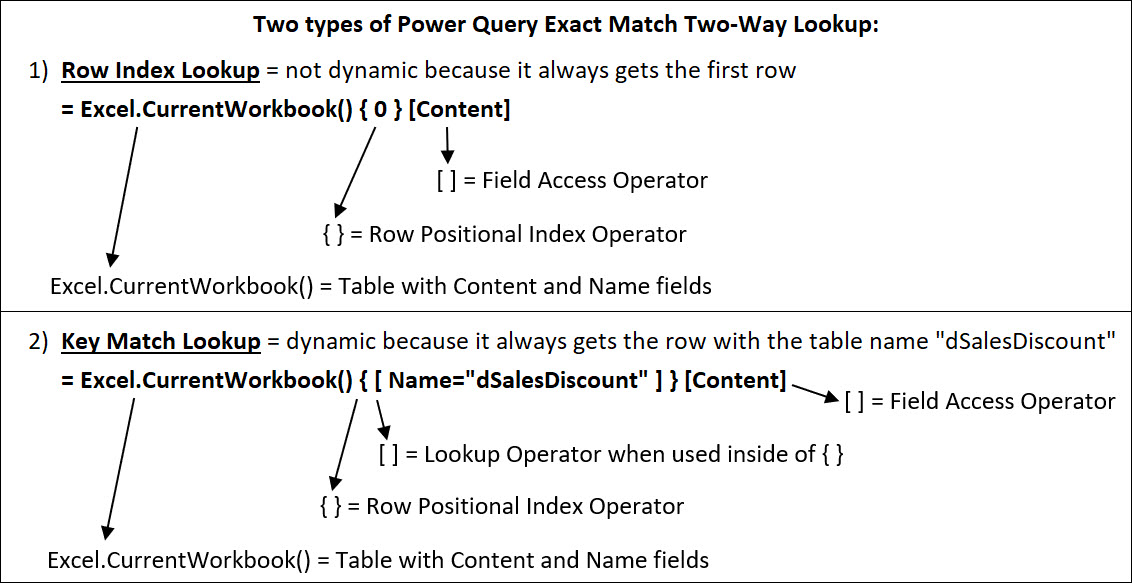 Two types of Power Query Exact Match Two-Way Lookup:
1) Row Index Lookup = not dynamic because it always gets the first row
= Excel.CurrentWorkbook() { 0 } [Content]
[ ] = Field Access Operator
{ } = Row Positional Index Operator
Excel.CurrentWorkbook() = Table with Content and Name fields
2) Key Match Lookup = dynamic because it always gets the row with the table name "dSalesDiscount"
= Excel.CurrentWorkbook() { [ Name="dSalesDiscount" ] } [Content]
[ ] = Field Access Operator
[ ] = Lookup Operator when used inside of { }
{ } = Row Positional Index Operator
Excel.CurrentWorkbook() = Table with Content and Name fields